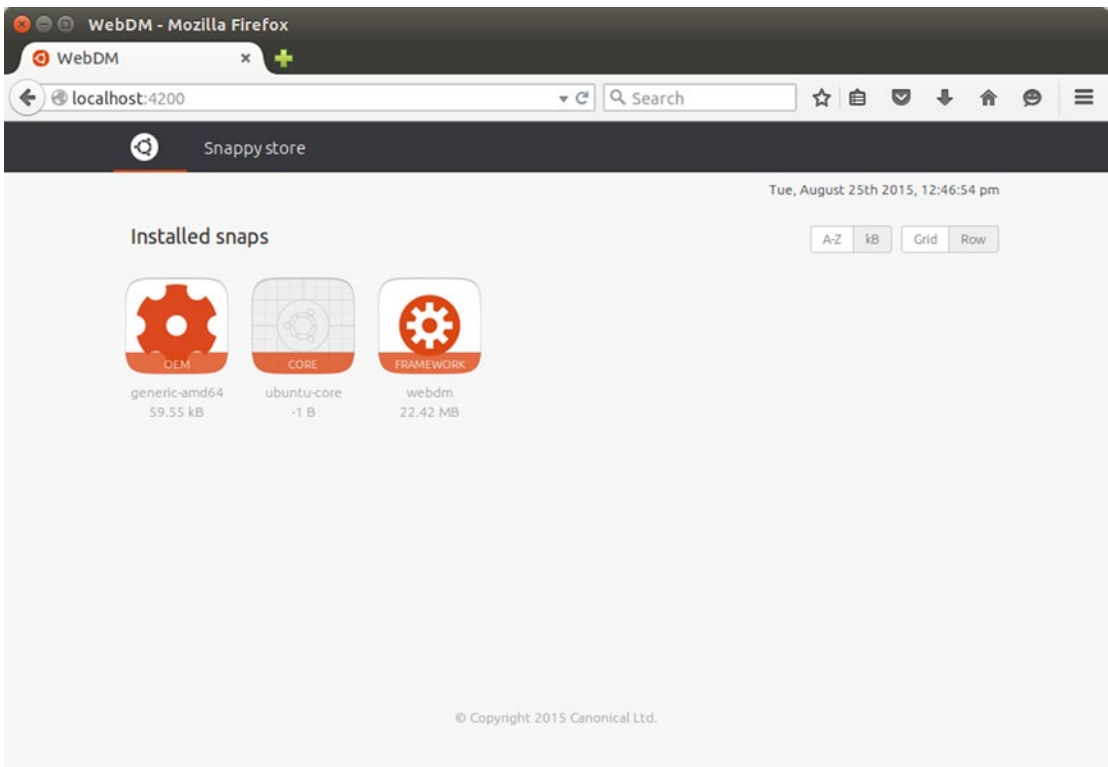 WebDM - Mozilla Firefox
WebDM
localhost:4200
Search
Snappy store
Tue, August 25th 2015, 12:46:54 pm
Installed snaps
A-Z kB Grid Row
OEM CORE FRAMEWORK
generic-amd64 ubuntu-core webdm
59.55 kB -1 B 22.42 MB
© Copyright 2015 Canonical Ltd.